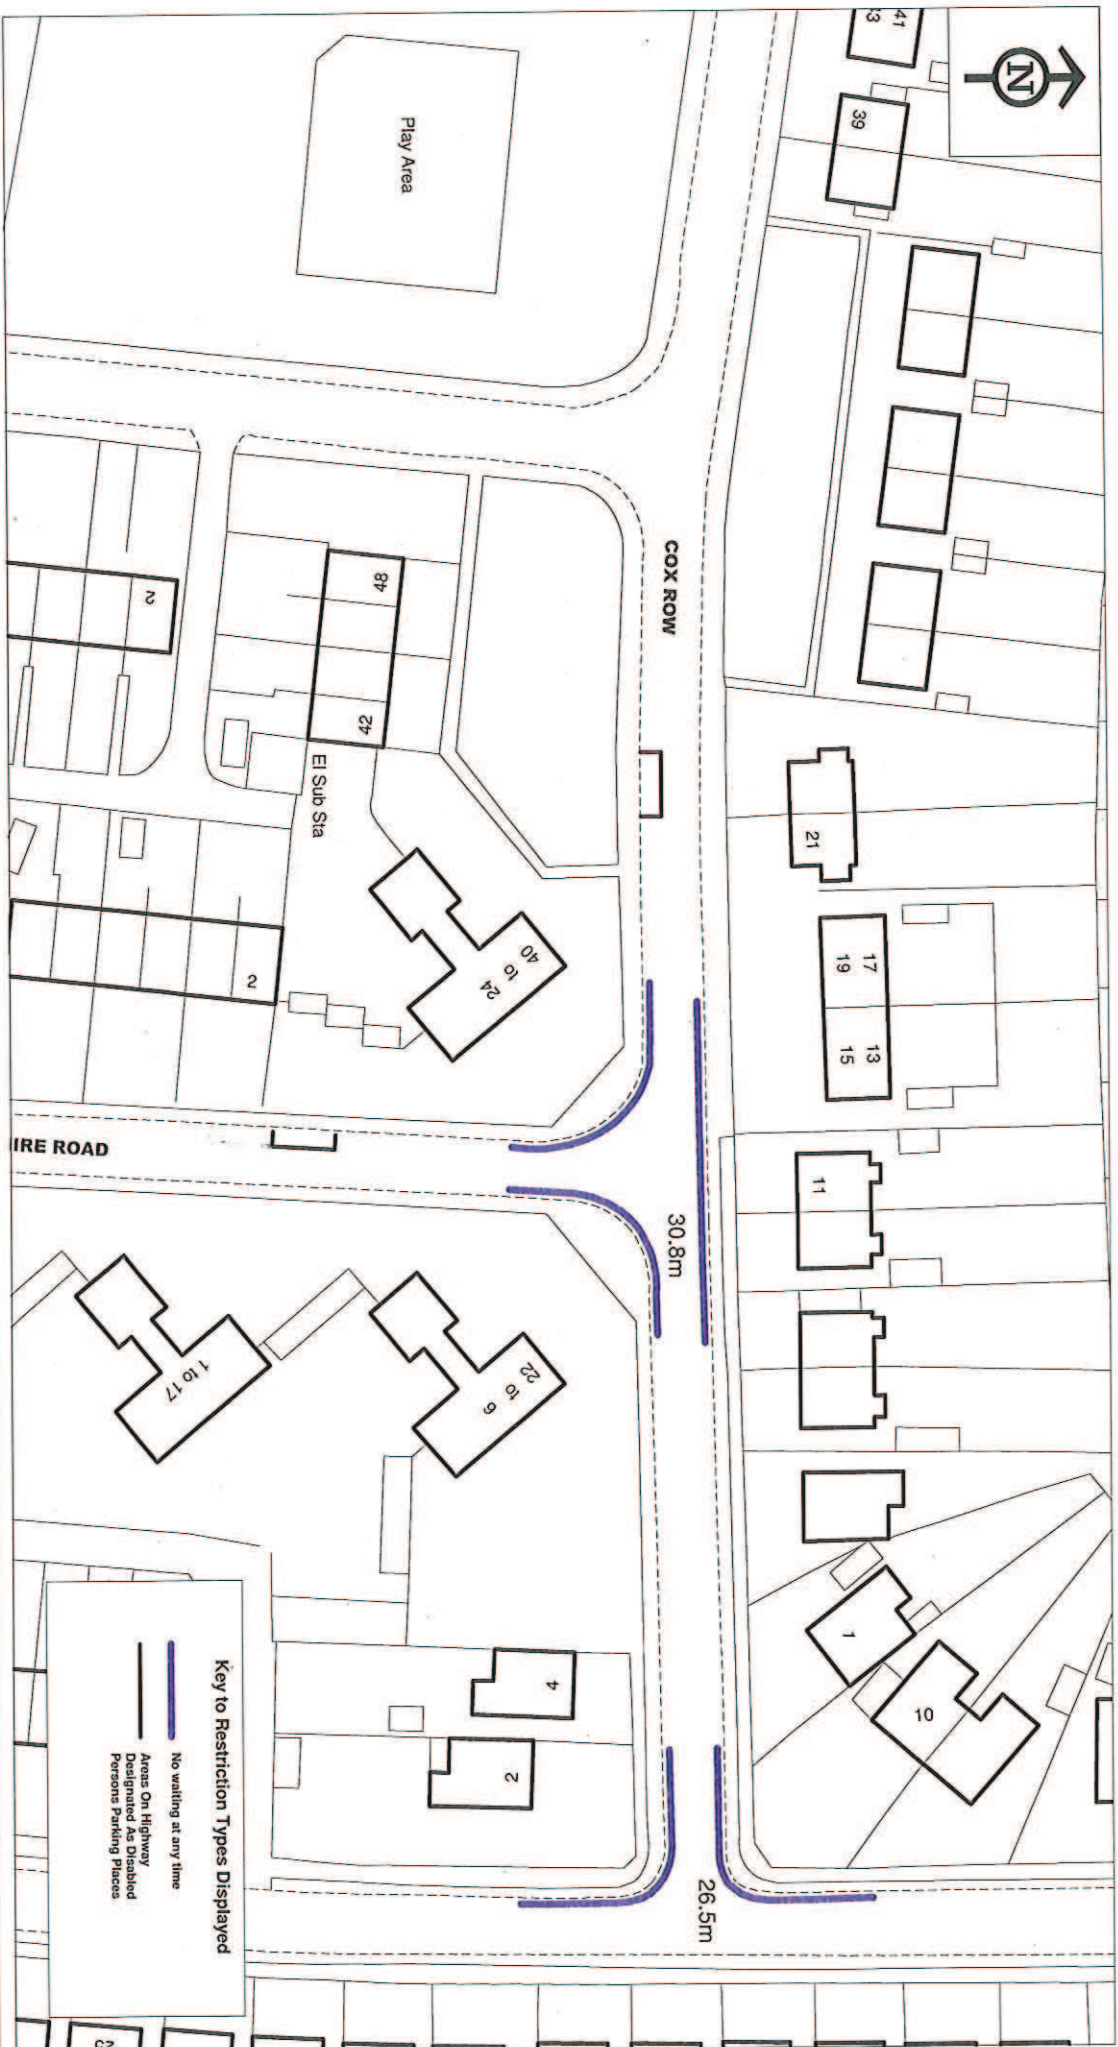 N
41
39
Play Area
COX ROW
48
42
2
El Sub Sta
21
17
19
13
15
40
to
24
2
IRE ROAD
30.8m
11
22
to
6
1 to 17
1
10
4
2
26.5m
Key to Restriction Types Displayed
No waiting at any time
Areas On Highway
Designated As Disabled
Persons Parking Places